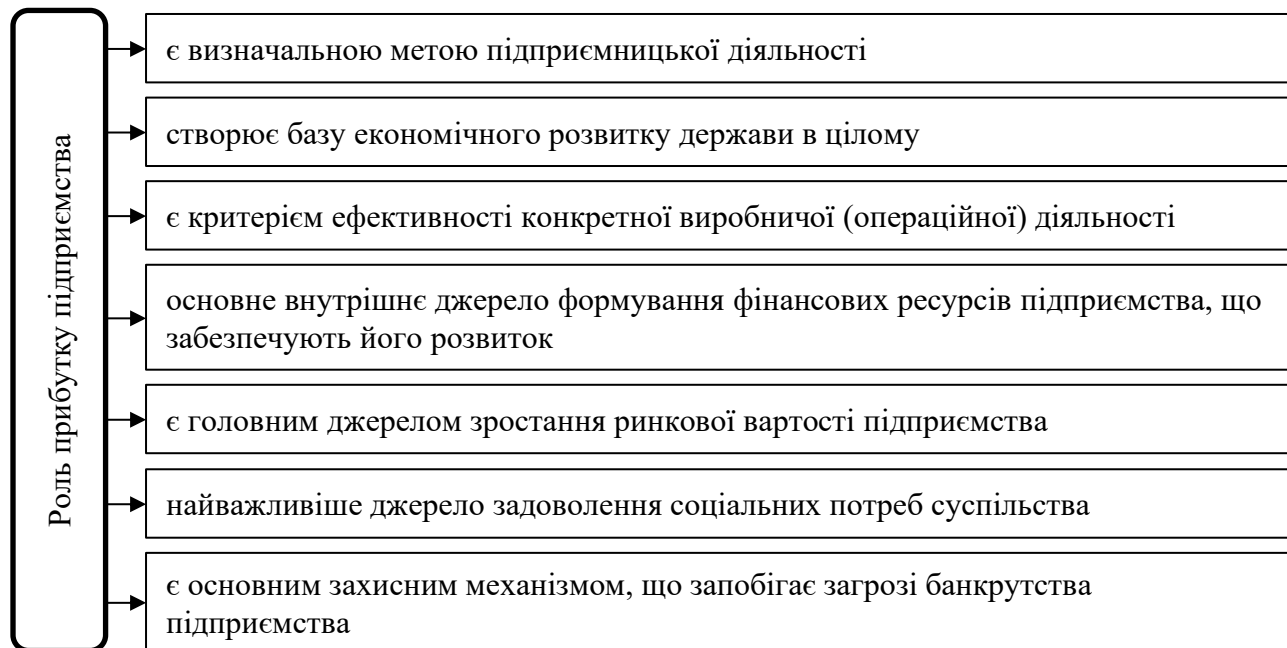 Роль прибутку підприємства
є визначальною метою підприємницької діяльності
створює базу економічного розвитку держави в цілому
є критерієм ефективності конкретної виробничої (операційної) діяльності
основне внутрішнє джерело формування фінансових ресурсів підприємства, що
забезпечують його розвиток
є головним джерелом зростання ринкової вартості підприємства
найважливіше джерело задоволення соціальних потреб суспільства
є основним захисним механізмом, що запобігає загрозі банкрутства
підприємства